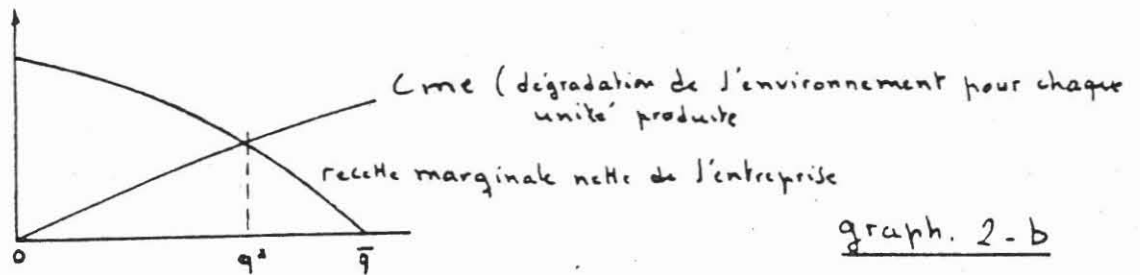 Cme (dégradation de l'environnement pour chaque
unité produite
recette marginale nette de l'entreprise
0
q*
q̄
graph. 2-b